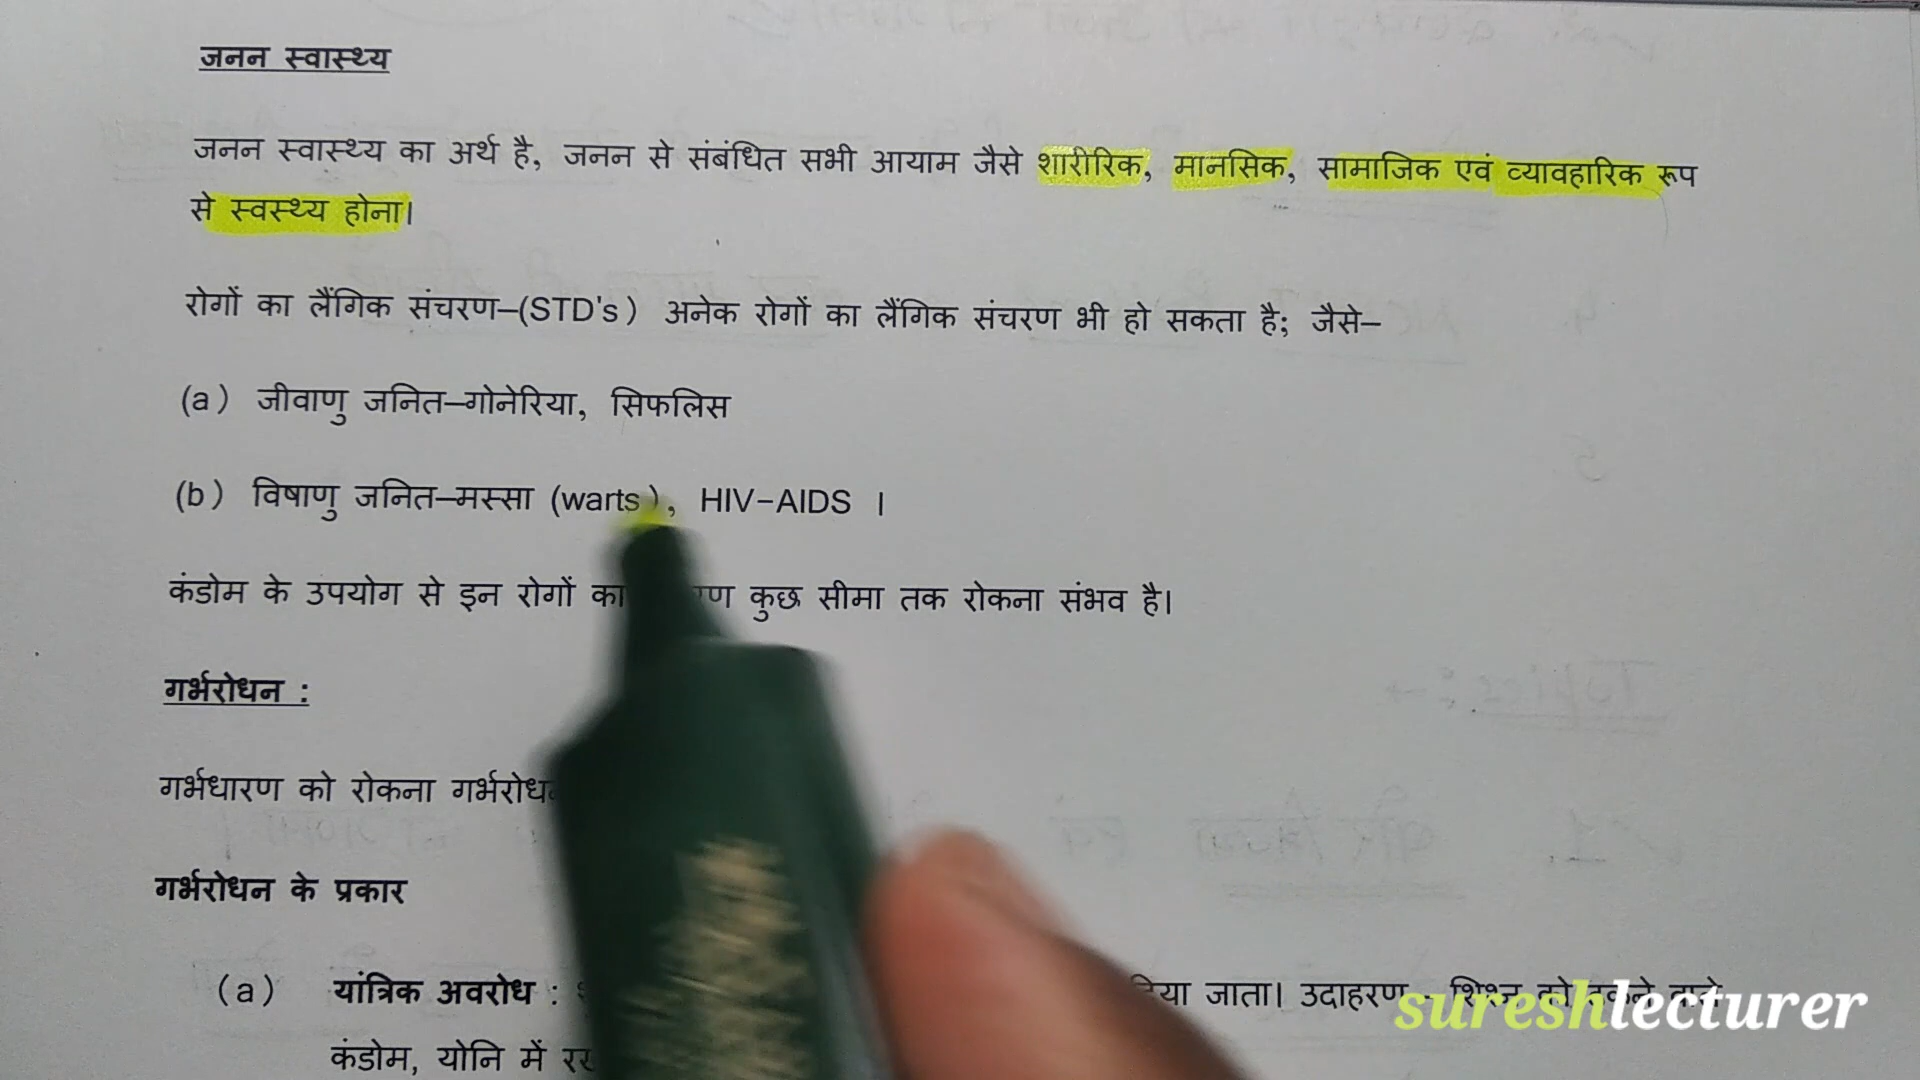 जनन स्वास्थ्य
जनन स्वास्थ्य का अर्थ है, जनन से संबंधित सभी आयाम जैसे शारीरिक, मानसिक, सामाजिक एवं व्यावहारिक रूप
से स्वस्थ्य होना।
रोगों का लैंगिक संचरण–(STD's) अनेक रोगों का लैंगिक संचरण भी हो सकता है; जैसे–
(a) जीवाणु जनित–गोनेरिया, सिफलिस
(b) विषाणु जनित–मस्सा (warts), HIV-AIDS ।
कंडोम के उपयोग से इन रोगों का कुछ सीमा तक रोकना संभव है।
गर्भरोधन :
गर्भधारण को रोकना
गर्भरोधन के प्रकार
(a) यांत्रिक अवरोध : जाता। उदाहरण– शिश्न को ढकने वाले
कंडोम, योनि में
sureshlecturer